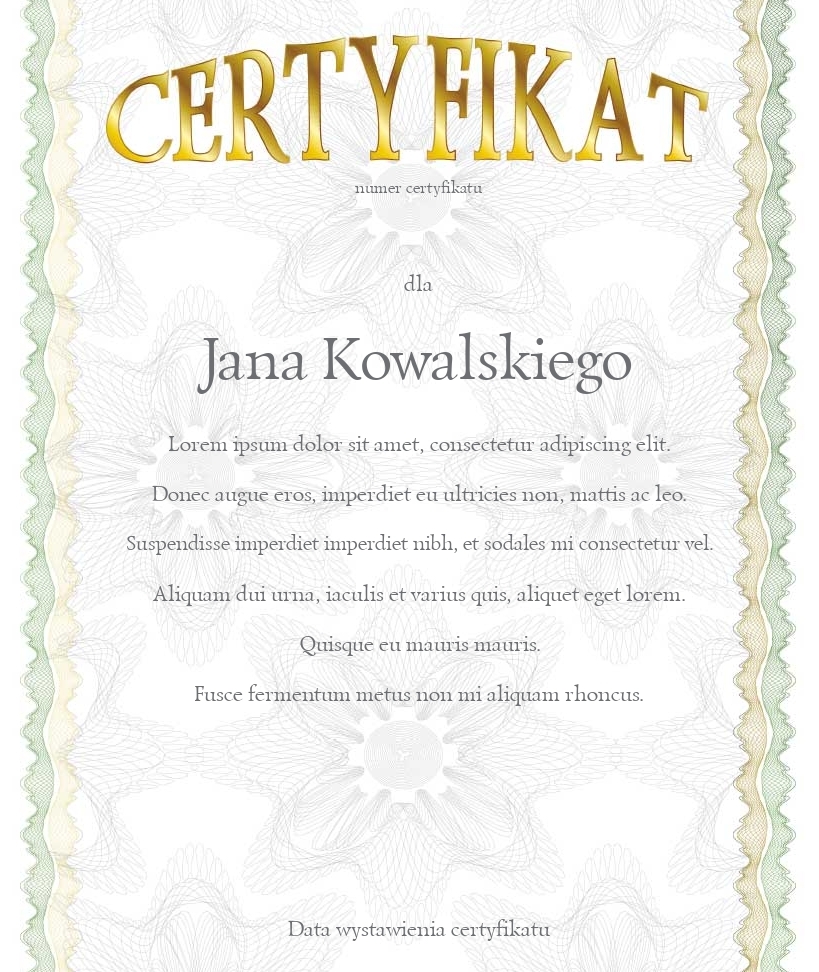 CERTYFIKAT
numer certyfikatu
dla
Jana Kowalskiego
Lorem ipsum dolor sit amet, consectetur adipiscing elit.
Donec augue eros, imperdiet eu ultricies non, mattis ac leo.
Suspendisse imperdiet imperdiet nibh, et sodales mi consectetur vel.
Aliquam dui urna, iaculis et varius quis, aliquet eget lorem.
Quisque eu mauris mauris.
Fusce fermentum metus non mi aliquam rhoncus.
Data wystawienia certyfikatu